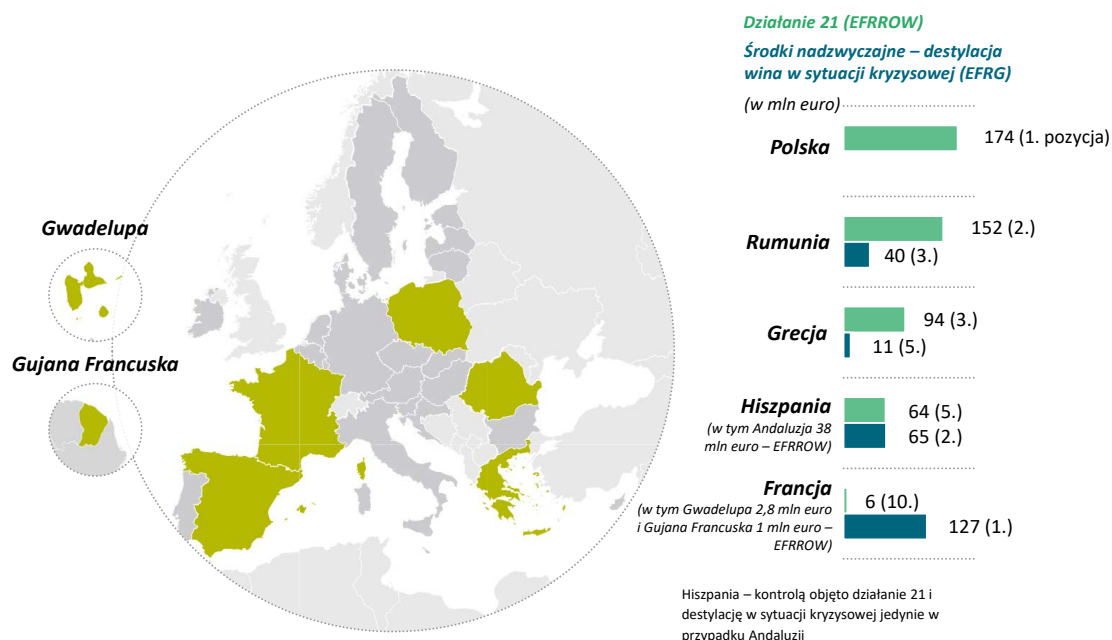 Działanie 21 (EFRROW)
Środki nadzwyczajne – destylacja
wina w sytuacji kryzysowej (EFRG)
(w mln euro)
Polska
174 (1. pozycja)
Gwadelupa
Rumunia
152 (2.)
40 (3.)
Grecja
94 (3.)
11 (5.)
Gujana Francuska
Hiszpania
(w tym Andaluzja 38
mln euro – EFRROW)
64 (5.)
65 (2.)
Francja
(w tym Gwadelupa 2,8 mln euro
i Gujana Francuska 1 mln euro –
EFRROW)
6 (10.)
127 (1.)
Hiszpania – kontrolą objęto działanie 21 i
destylację w sytuacji kryzysowej jedynie w
przypadku Andaluzji